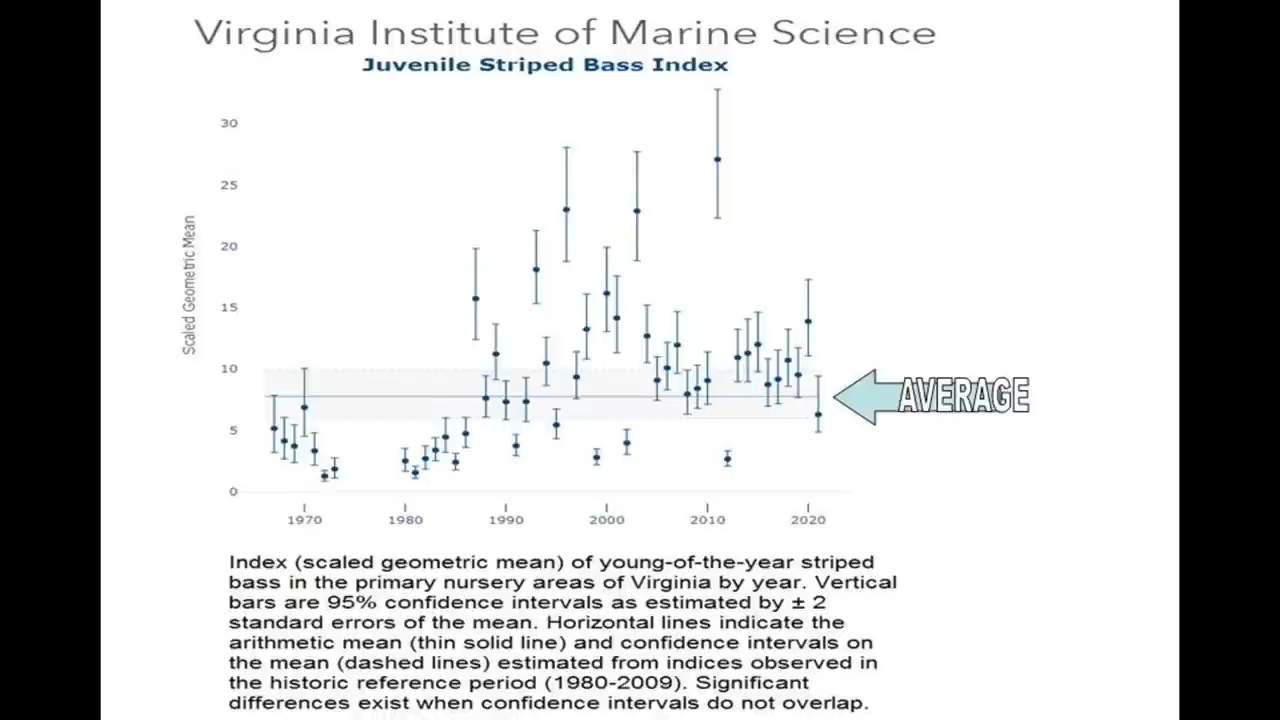 Virginia Institute of Marine Science
Juvenile Striped Bass Index
Scaled Geometric Mean
30
25
20
15
10
5
0
1970 1980 1990 2000 2010 2020
AVERAGE
Index (scaled geometric mean) of young-of-the-year striped
bass in the primary nursery areas of Virginia by year. Vertical
bars are 95% confidence intervals as estimated by ± 2
standard errors of the mean. Horizontal lines indicate the
arithmetic mean (thin solid line) and confidence intervals on
the mean (dashed lines) estimated from indices observed in
the historic reference period (1980-2009). Significant
differences exist when confidence intervals do not overlap.